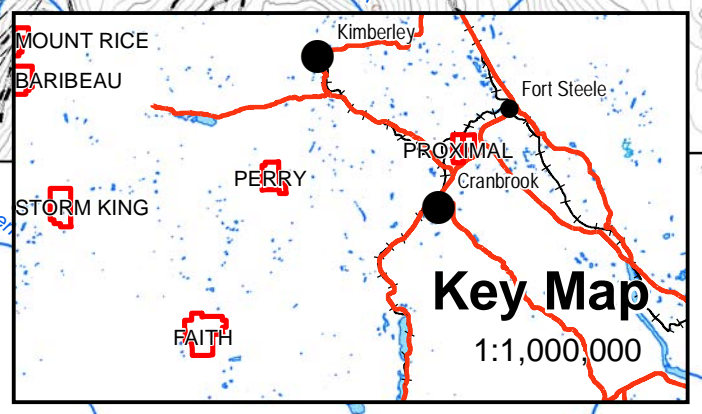 Kimberley
MOUNT RICE
BARIBEAU
Fort Steele
PROXIMAL
PERRY
Cranbrook
STORM KING
Key Map
FAITH
1:1,000,000